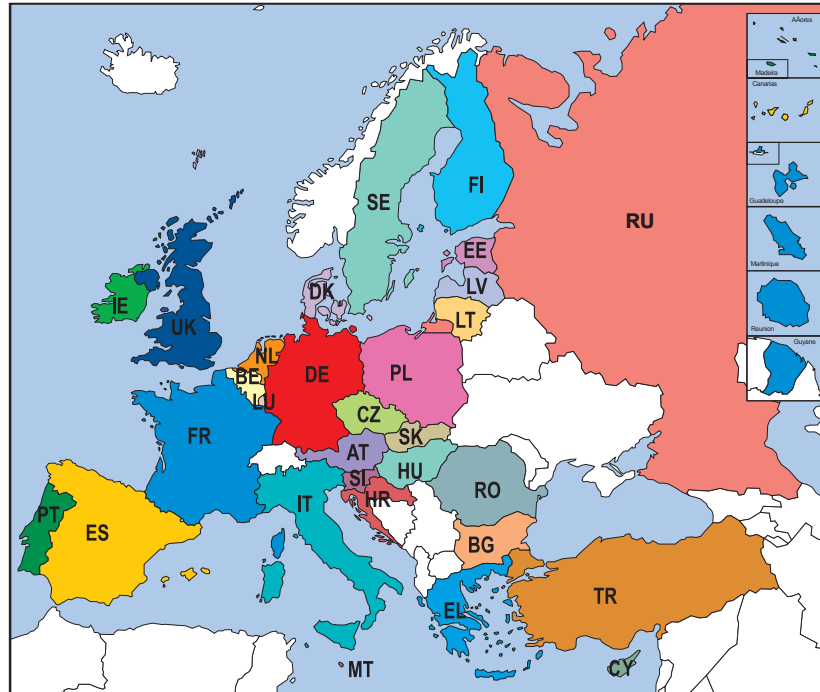 AÅores
Madeira
Canarias
Guadeloupe
Martinique
Reunion
Guyane
FI
SE
RU
EE
LV
DK
LT
IE
UK
NL
BE
DE
PL
LU
CZ
FR
SK
AT
HU
SI
HR
RO
IT
PT
ES
BG
TR
EL
CY
MT